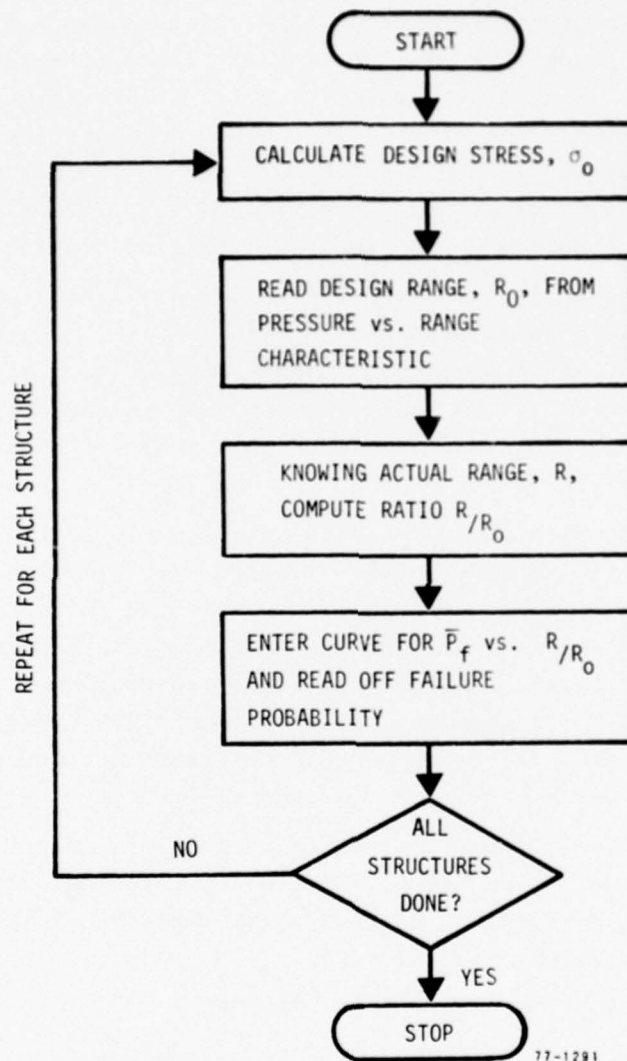 START
CALCULATE DESIGN STRESS, σ₀
READ DESIGN RANGE, R₀, FROM
PRESSURE vs. RANGE
CHARACTERISTIC
KNOWING ACTUAL RANGE, R,
COMPUTE RATIO R/R₀
ENTER CURVE FOR P̅f vs. R/R₀
AND READ OFF FAILURE
PROBABILITY
ALL
STRUCTURES
DONE?
NO
REPEAT FOR EACH STRUCTURE
YES
STOP
77-1291